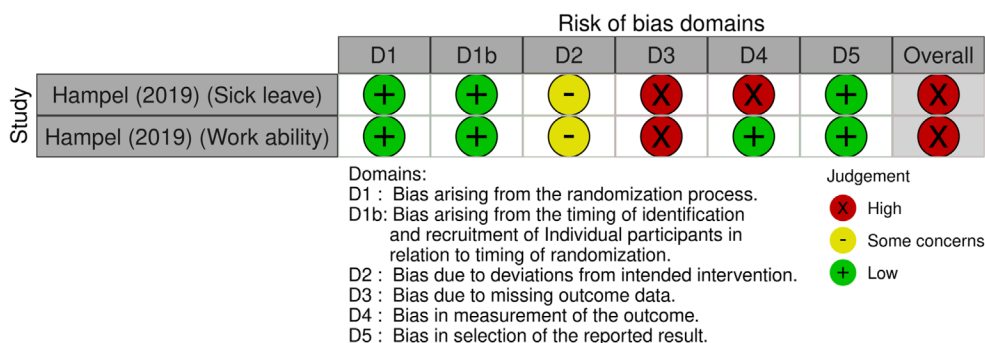 Risk of bias domains
D1 D1b D2 D3 D4 D5 Overall
Study
Hampel (2019) (Sick leave) + + - X X + X
Hampel (2019) (Work ability) + + - X + + X
Domains:
D1 : Bias arising from the randomization process.
D1b: Bias arising from the timing of identification
and recruitment of Individual participants in
relation to timing of randomization.
D2 : Bias due to deviations from intended intervention.
D3 : Bias due to missing outcome data.
D4 : Bias in measurement of the outcome.
D5 : Bias in selection of the reported result.
Judgement
X High
- Some concerns
+ Low